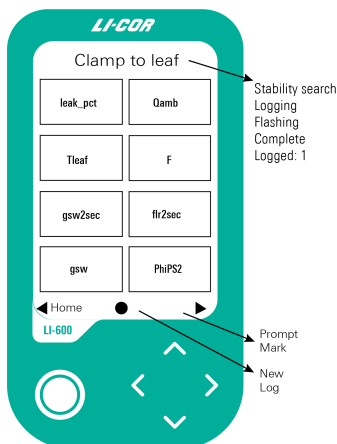 LI-COR
Clamp to leaf
Stability search
Logging
Flashing
Complete
Logged: 1
leak_pct
Qamb
Tleaf
F
gsw2sec
flr2sec
gsw
PhiPS2
Home
LI-600
Prompt
Mark
New
Log